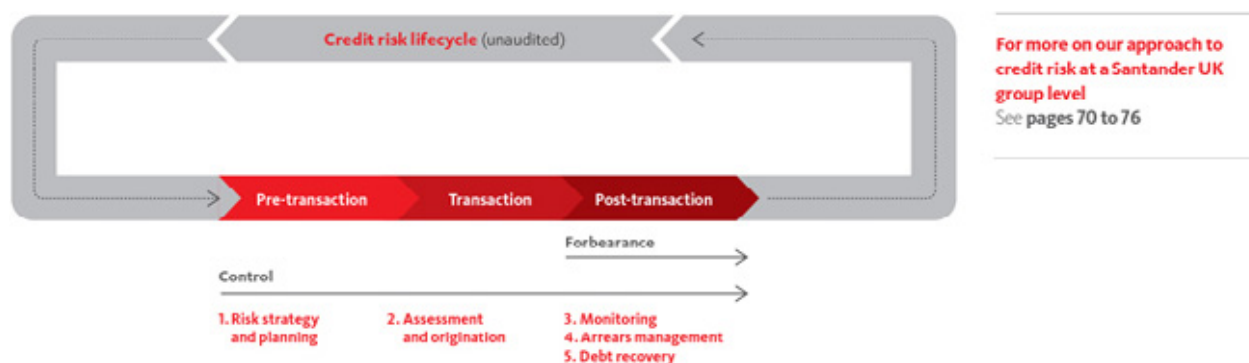 Credit risk lifecycle (unaudited)
For more on our approach to
credit risk at a Santander UK
group level
See pages 70 to 76
Pre-transaction
Transaction
Post-transaction
Forbearance
Control
1. Risk strategy
and planning
2. Assessment
and origination
3. Monitoring
4. Arrears management
5. Debt recovery